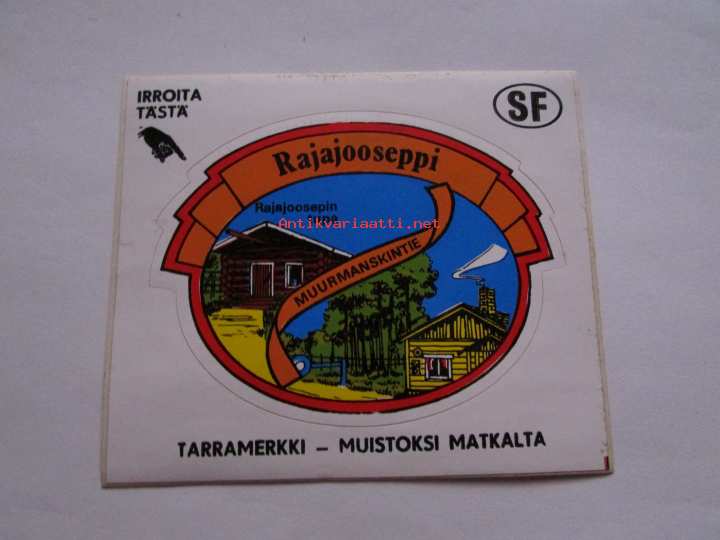 IRROITA
TÄSTÄ
SF
Rajajooseppi
Rajajoosepin
Antikvariaatti.net
MUURMANSKINTIE
TARRAMERKKI – MUISTOKSI MATKALTA